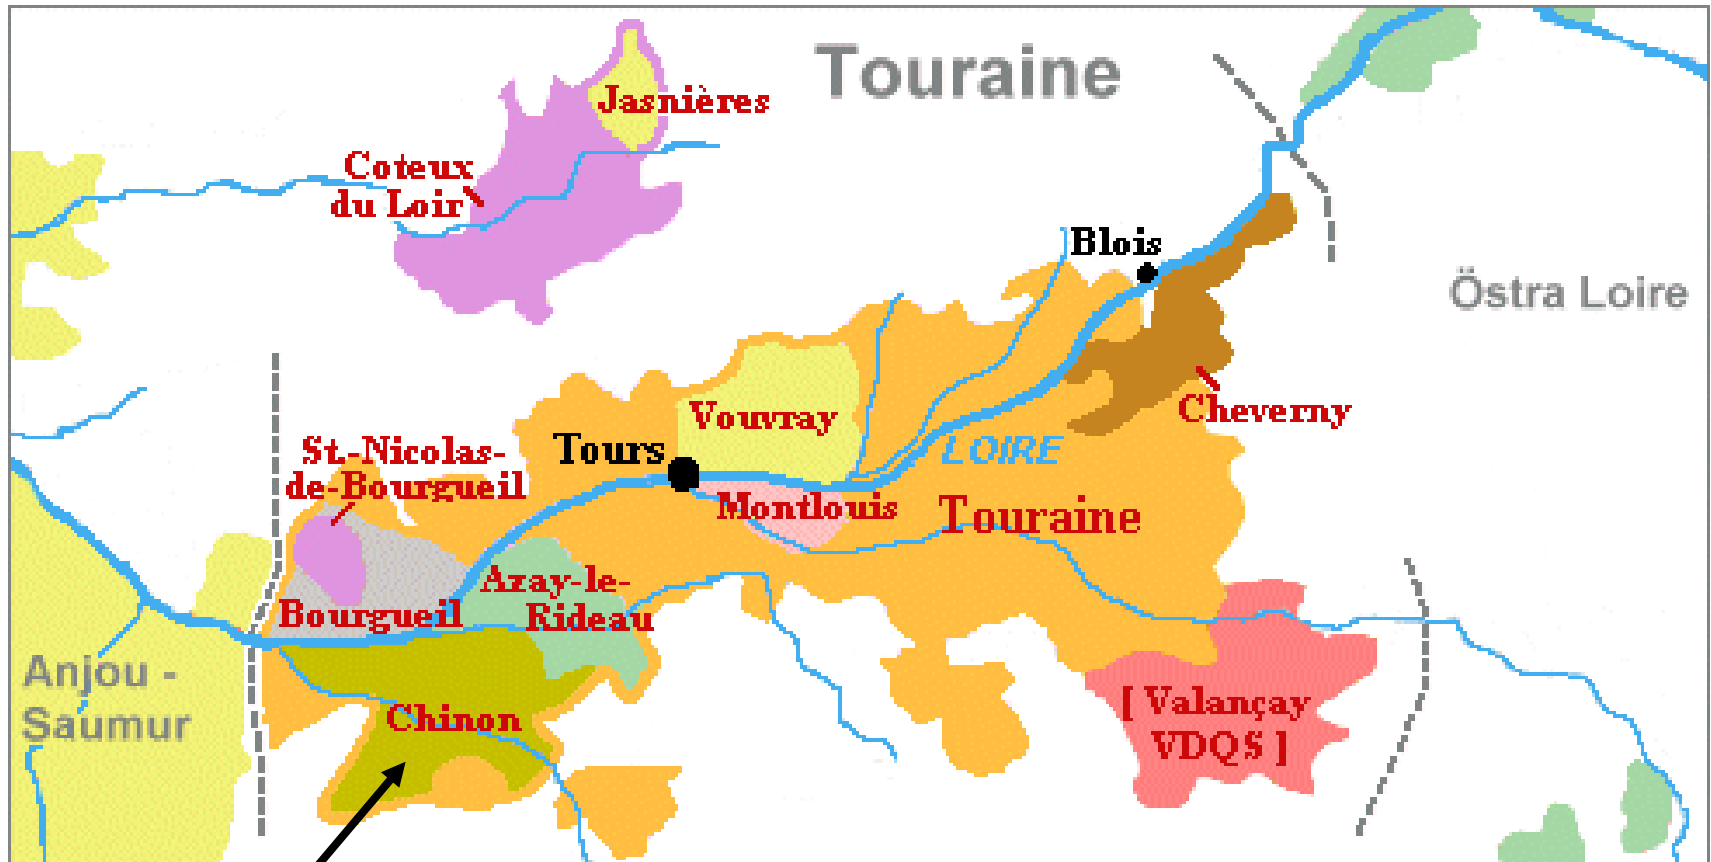 Touraine
Jasnières
Coteux
du Loir
Blois
Östra Loire
Cheverny
Vouvray
Tours
LOIRE
St.-Nicolas-
de-Bourgueil
Montlouis
Touraine
Azay-le-
Rideau
Bourgueil
Anjou -
Saumur
Chinon
[ Valançay
VDQS ]